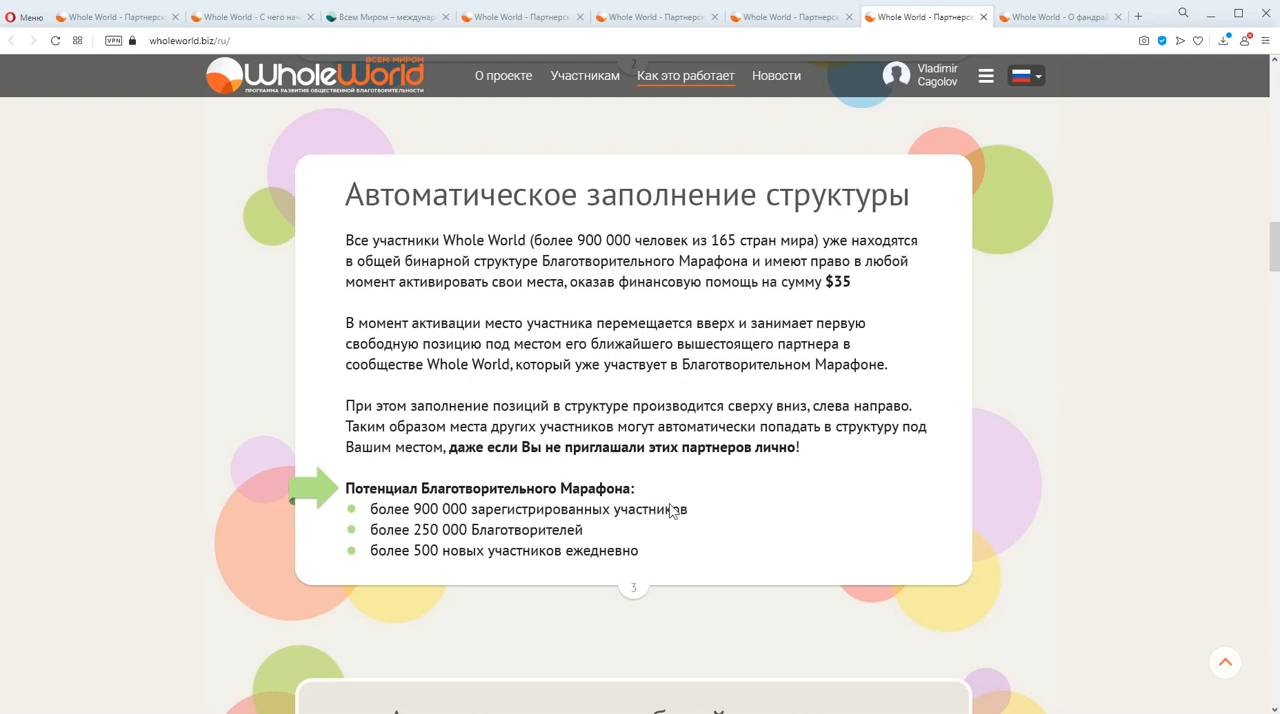 Меню
Whole World - Партнерск
Whole World - С чего нач
Всем Миром – междунар
Whole World - Партнерск
Whole World - Партнерск
Whole World - Партнерск
Whole World - Партнерск
Whole World - О фандрай
VPN
wholeworld.biz/ru/
ВСЕМ МИРОМ
WholeWorld
ПРОГРАММА РАЗВИТИЯ ОБЩЕСТВЕННОЙ БЛАГОТВОРИТЕЛЬНОСТИ
О проекте
Участникам
Как это работает
Новости
Vladimir
Cagolov
2
Автоматическое заполнение структуры
Все участники Whole World (более 900 000 человек из 165 стран мира) уже находятся
в общей бинарной структуре Благотворительного Марафона и имеют право в любой
момент активировать свои места, оказав финансовую помощь на сумму $35
В момент активации место участника перемещается вверх и занимает первую
свободную позицию под местом его ближайшего вышестоящего партнера в
сообществе Whole World, который уже участвует в Благотворительном Марафоне.
При этом заполнение позиций в структуре производится сверху вниз, слева направо.
Таким образом места других участников могут автоматически попадать в структуру под
Вашим местом, даже если Вы не приглашали этих партнеров лично!
Потенциал Благотворительного Марафона:
более 900 000 зарегистрированных участников
более 250 000 Благотворителей
более 500 новых участников ежедневно
3